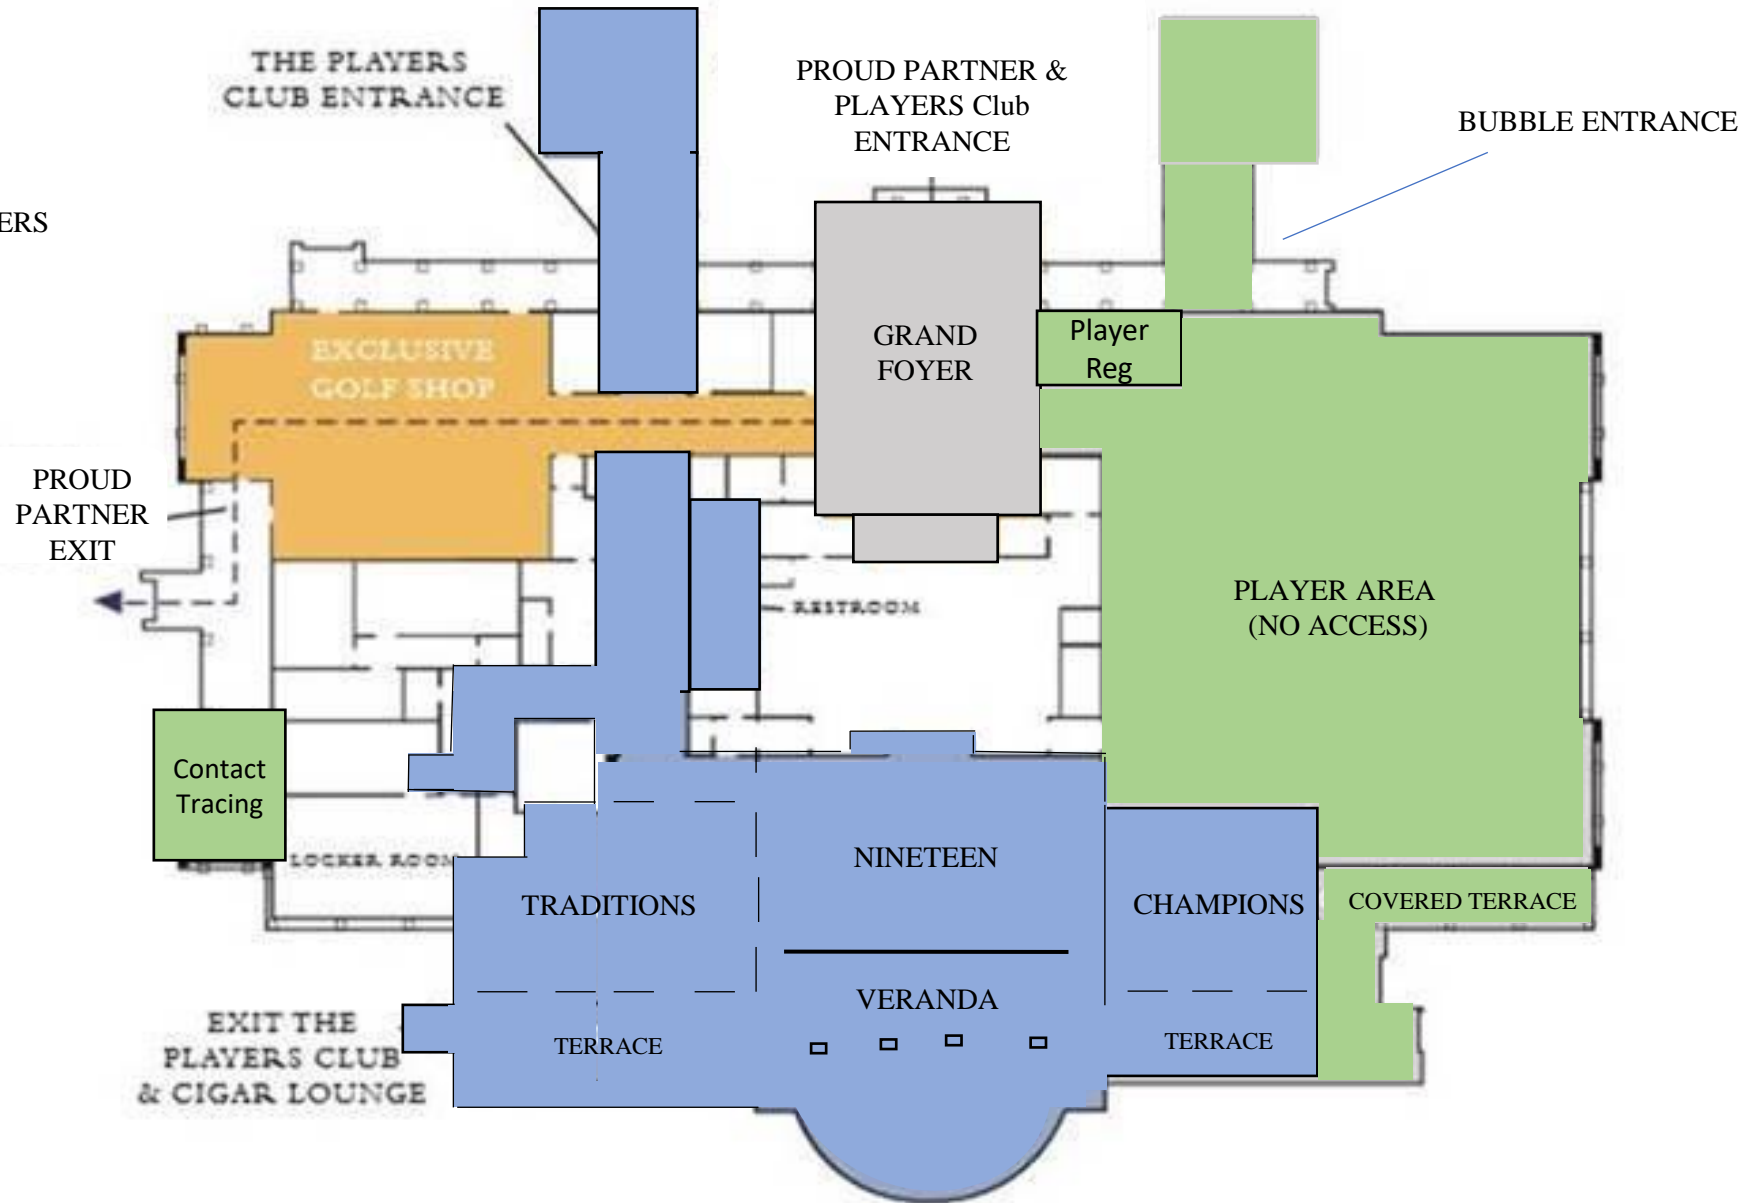 THE PLAYERS
CLUB ENTRANCE
PROUD PARTNER &
PLAYERS Club
ENTRANCE
BUBBLE ENTRANCE
ERS
EXCLUSIVE
GOLF SHOP
GRAND
FOYER
Player
Reg
PROUD
PARTNER
EXIT
RESTROOM
PLAYER AREA
(NO ACCESS)
Contact
Tracing
LOCKER ROOM
TRADITIONS
NINETEEN
CHAMPIONS
COVERED TERRACE
VERANDA
TERRACE
TERRACE
EXIT THE
PLAYERS CLUB
& CIGAR LOUNGE